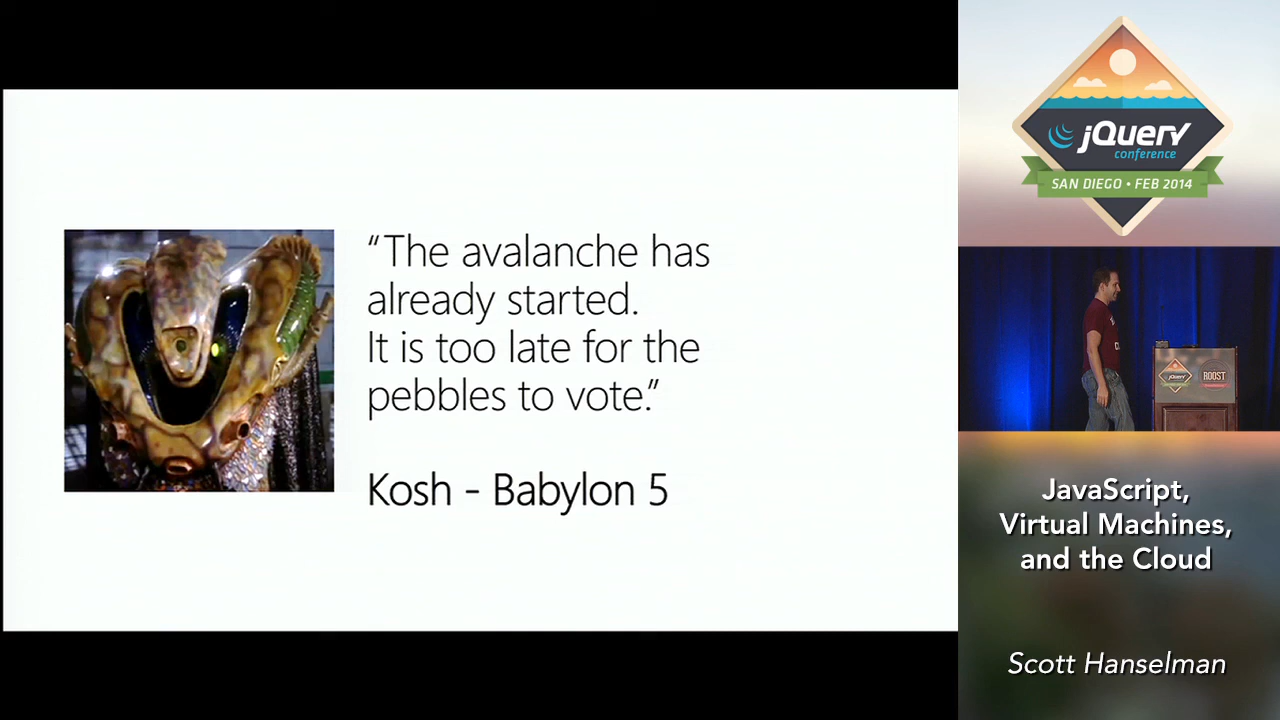 “The avalanche has
already started.
It is too late for the
pebbles to vote.”
Kosh - Babylon 5
jQuery
conference
SAN DIEGO • FEB 2014
jQuery
ROOST
JavaScript,
Virtual Machines,
and the Cloud
Scott Hanselman